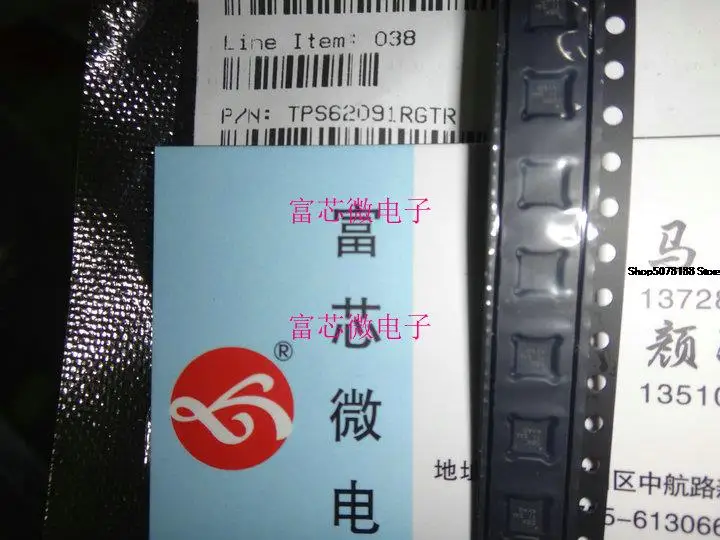 Line Item: 038
P/N: TPS62091RGTR
富芯微电子
富芯微电子
富芯微电
®
马
13728
颜
13510
Shop5078188 Store
地址
区中航路
5-613066